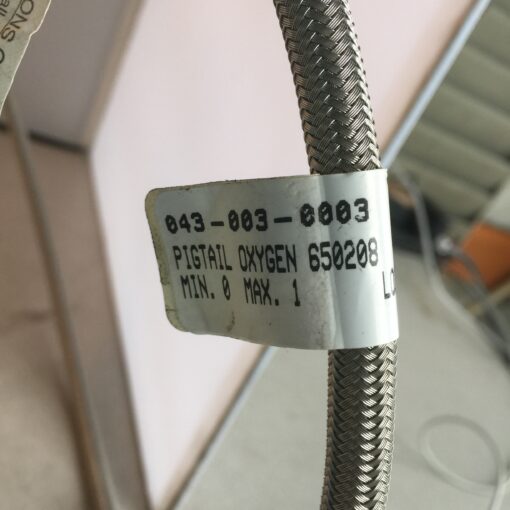 043-003-0003
PIGTAIL OXYGEN 650208
MIN. 0 MAX. 1